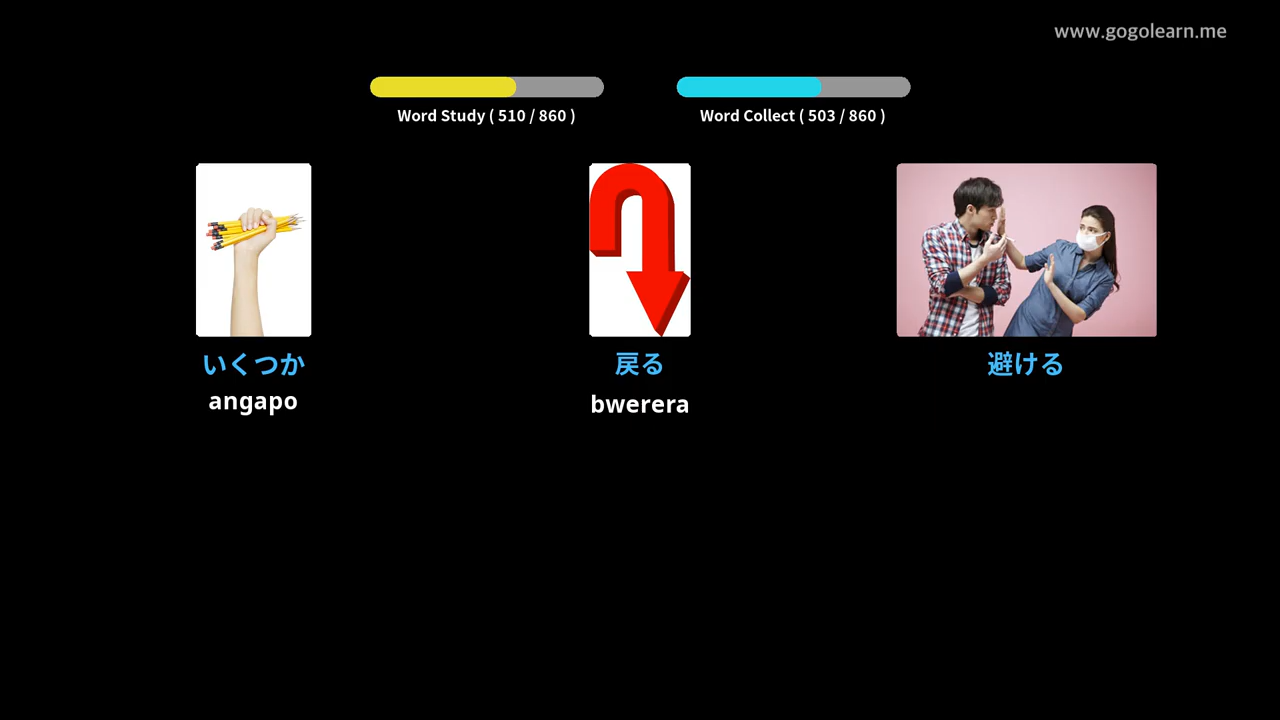 www.gogolearn.me
Word Study ( 510 / 860 )
Word Collect ( 503 / 860 )
いくつか
angapo
戻る
bwerera
避ける